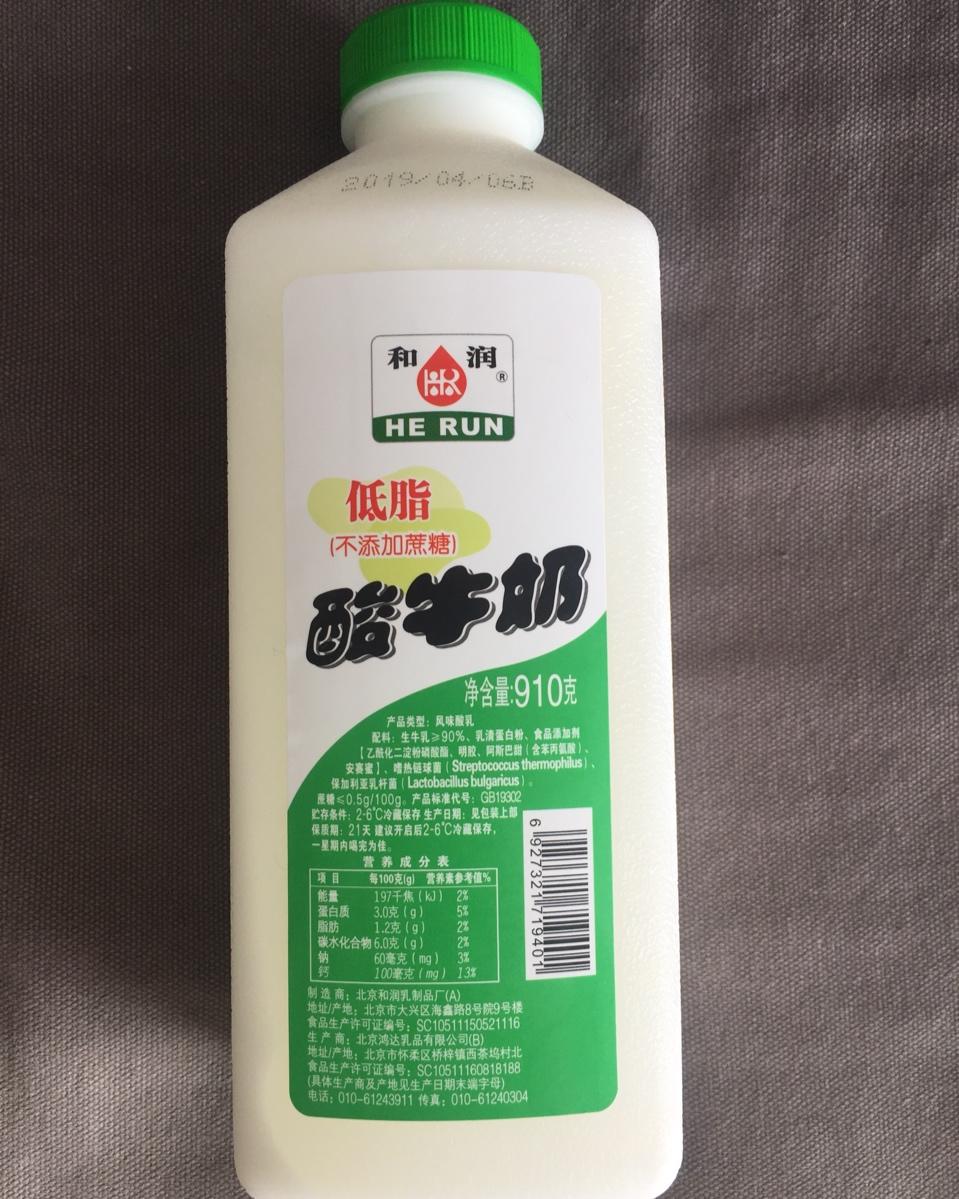 2019/04/06B
和 润
HR
®
HE RUN
低脂
(不添加蔗糖)
酸牛奶
净含量:910克
产品类型：风味酸乳
配料：生牛乳≥90%、乳清蛋白粉、食品添加剂
【乙酰化二淀粉磷酸酯、明胶、阿斯巴甜（含苯丙氨酸）、
安赛蜜】、嗜热链球菌（Streptococcus thermophilus）、
保加利亚乳杆菌（Lactobacillus bulgaricus）。
蔗糖≤0.5g/100g。产品标准代号：GB19302
贮存条件：2-6℃冷藏保存 生产日期：见包装上部
保质期：21天 建议开启后2-6℃冷藏保存，
一星期内喝完为佳。
营养成分表
项目 每100克(g) 营养素参考值%
能量 197千焦（kJ） 2%
蛋白质 3.0克（g） 5%
脂肪 1.2克（g） 2%
碳水化合物 6.0克（g） 2%
钠 60毫克（mg） 3%
钙 100毫克（mg） 13%
6 927321 719401
制造商：北京和润乳制品厂(A)
地址/产地：北京市大兴区海鑫路8号院9号楼
食品生产许可证编号：SC10511150521116
生产商：北京鸿达乳品有限公司(B)
地址/产地：北京市怀柔区桥梓镇西茶坞村北
食品生产许可证编号：SC10511160818188
(具体生产商及产地见生产日期末端字母)
电话：010-61243911 传真：010-61240304